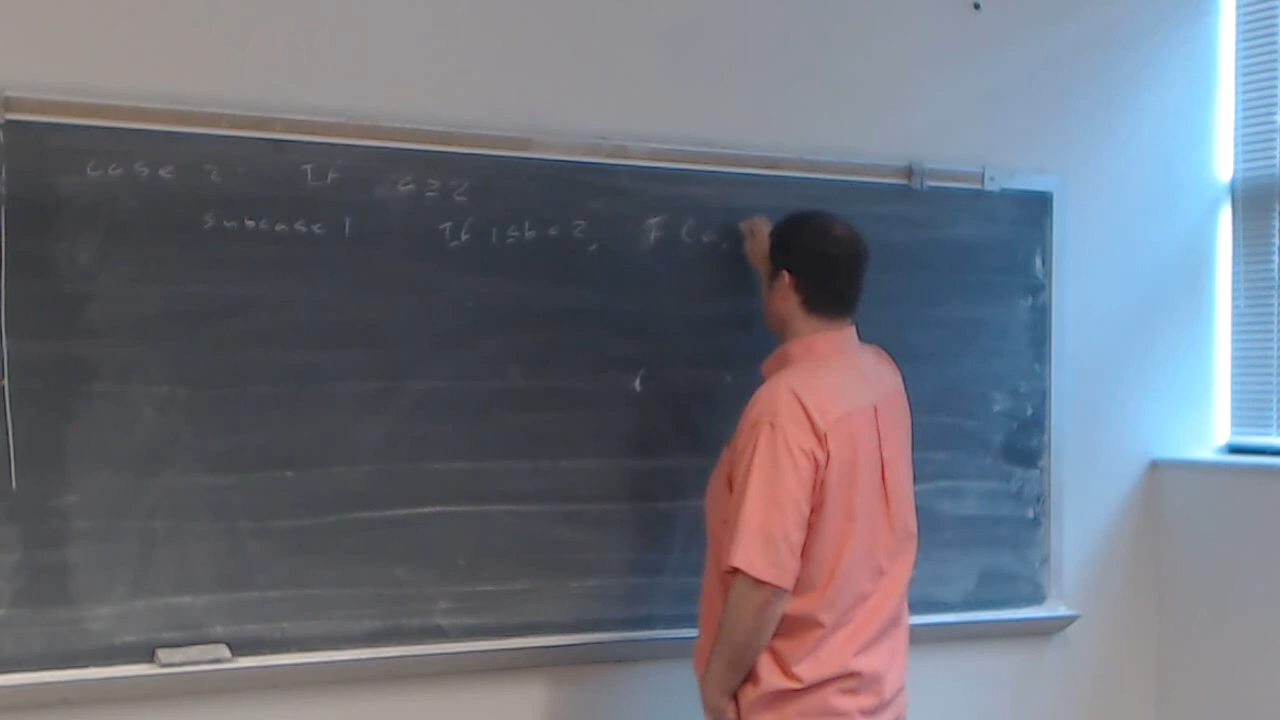 Case 2 If a ≥ 2
Subcase 1 If 1 ≤ b < 2, F(a,